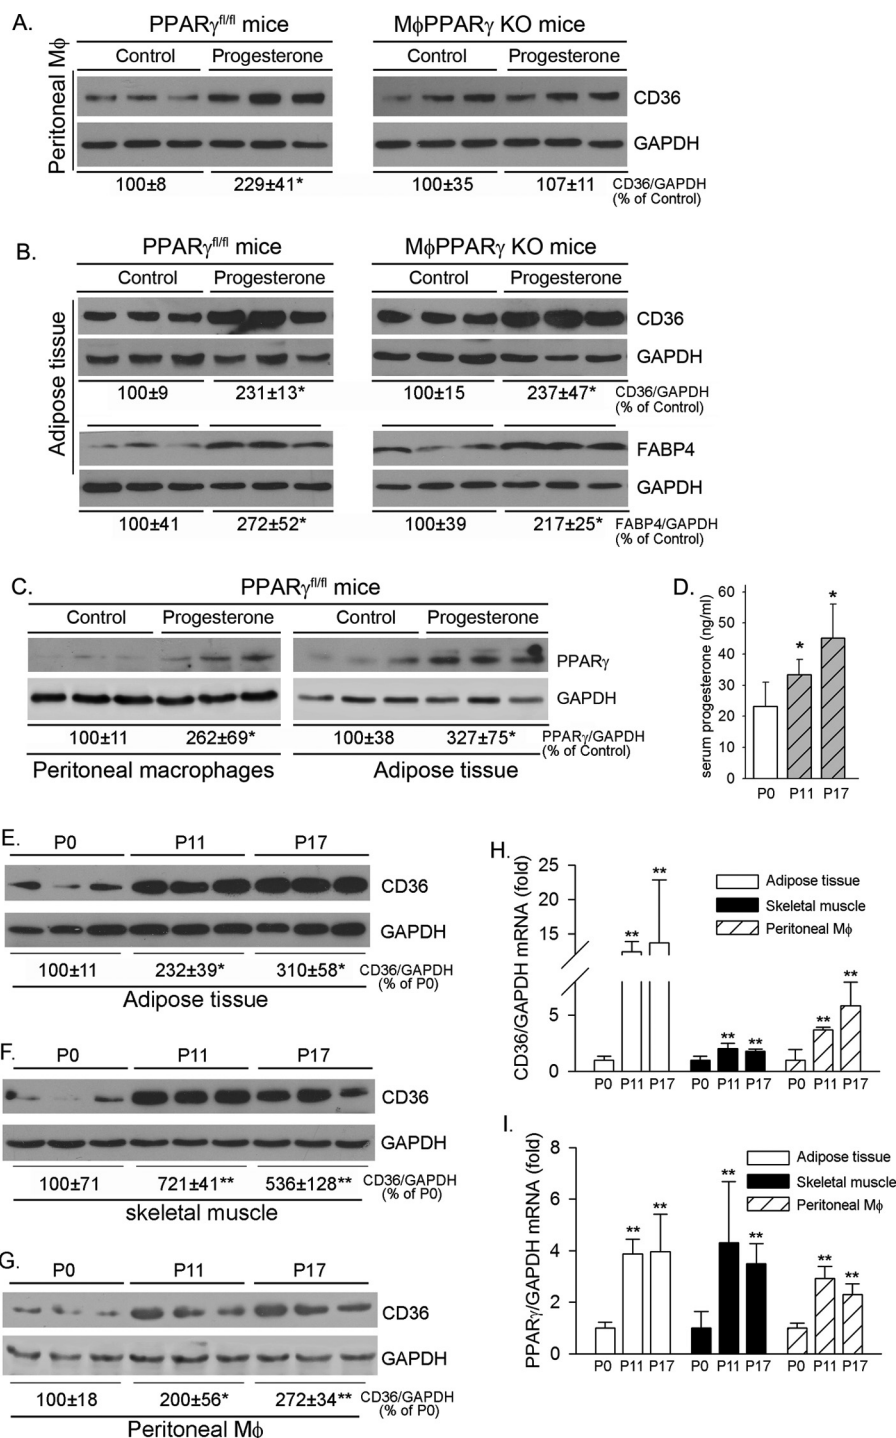 A.
PPARγfl/fl mice
MϕPPARγ KO mice
Control
Progesterone
Control
Progesterone
Peritoneal Mϕ
CD36
GAPDH
100±8
229±41*
100±35
107±11
CD36/GAPDH
(% of Control)
B.
PPARγfl/fl mice
MϕPPARγ KO mice
Control
Progesterone
Control
Progesterone
Adipose tissue
CD36
GAPDH
100±9
231±13*
100±15
237±47*
CD36/GAPDH
(% of Control)
FABP4
GAPDH
100±41
272±52*
100±39
217±25*
FABP4/GAPDH
(% of Control)
C.
PPARγfl/fl mice
Control
Progesterone
Control
Progesterone
PPARγ
GAPDH
100±11
262±69*
100±38
327±75*
PPARγ/GAPDH
(% of Control)
Peritoneal macrophages
Adipose tissue
D.
serum progesterone (ng/ml)
60
50
40
30
20
10
0
*
*
P0
P11
P17
E.
P0
P11
P17
CD36
GAPDH
100±11
232±39*
310±58*
CD36/GAPDH
(% of P0)
Adipose tissue
F.
P0
P11
P17
CD36
GAPDH
100±71
721±41**
536±128**
CD36/GAPDH
(% of P0)
skeletal muscle
G.
P0
P11
P17
CD36
GAPDH
100±18
200±56*
272±34**
CD36/GAPDH
(% of P0)
Peritoneal Mϕ
H.
CD36/GAPDH mRNA (fold)
25
20
15
5
0
**
**
**
**
**
**
Adipose tissue
Skeletal muscle
Peritoneal Mϕ
P0 P11 P17
P0 P11 P17
P0 P11 P17
I.
PPARγ/GAPDH mRNA (fold)
8
6
4
2
0
**
**
**
**
**
**
Adipose tissue
Skeletal muscle
Peritoneal Mϕ
P0 P11 P17
P0 P11 P17
P0 P11 P17